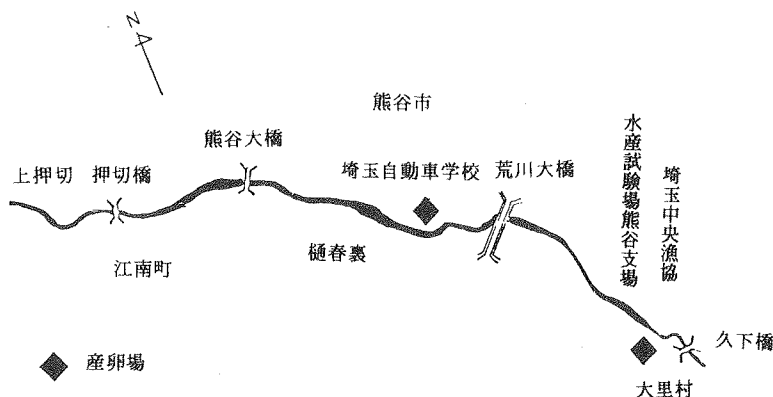 N
熊谷市
熊谷大橋
埼玉自動車学校
荒川大橋
水産試験場熊谷支場
埼玉中央漁協
上押切
押切橋
江南町
樋春裏
久下橋
大里村
産卵場